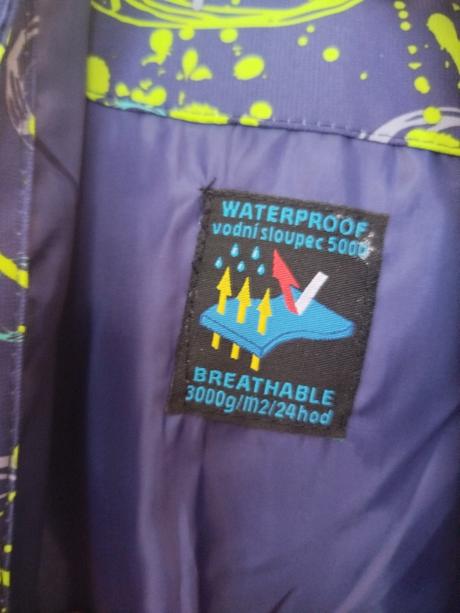 WATERPROOF
vodní sloupec 5000
BREATHABLE
3000g/m2/24hod